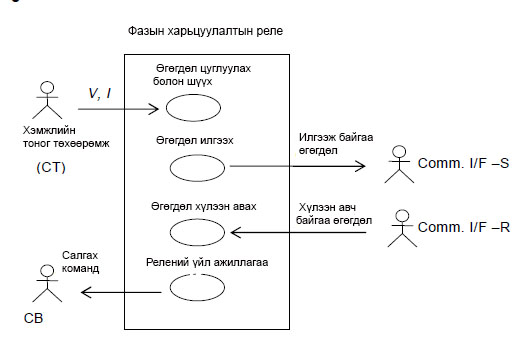 Фазын харьцуулалтын реле
Өгөгдөл цуглуулах
болон шүүх
V, I
Хэмжлийн
тоног төхөөрөмж
(CT)
Өгөгдөл илгээх
Илгээж байгаа
өгөгдөл
Comm. I/F –S
Өгөгдөл хүлээн авах
Хүлээн авч
байгаа өгөгдөл
Comm. I/F –R
Салгах
команд
Релений үйл ажиллагаа
CB